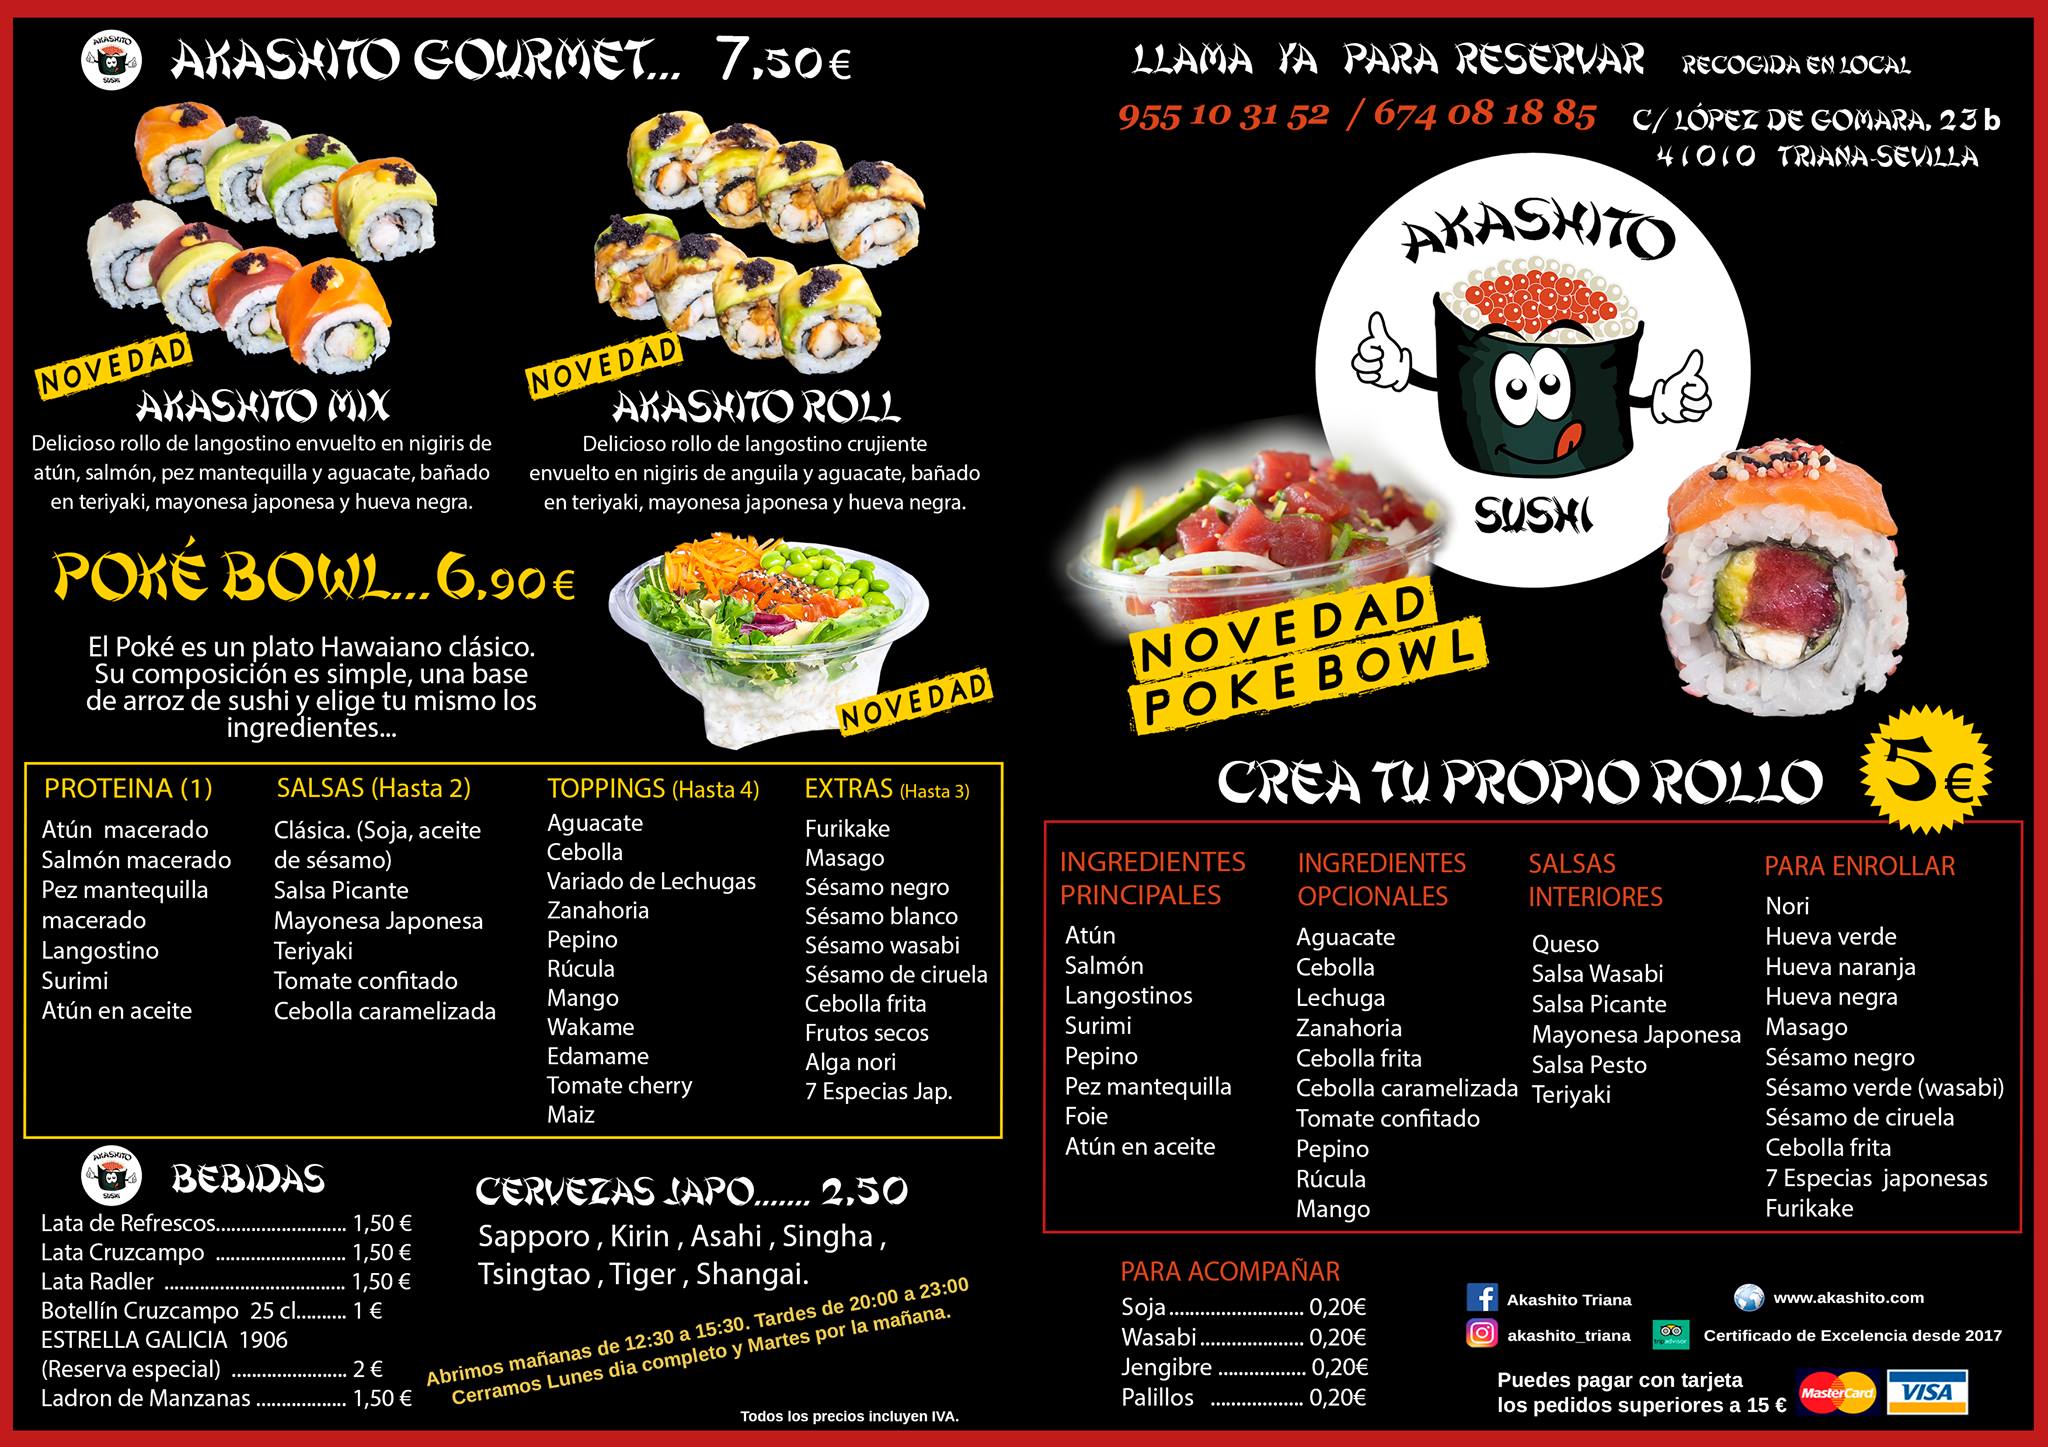 AKASHITO SUSHI
AKASHITO GOURMET... 7,50€
NOVEDAD
AKASHITO MIX
Delicioso rollo de langostino envuelto en nigiris de
atún, salmón, pez mantequilla y aguacate, bañado
en teriyaki, mayonesa japonesa y hueva negra.
NOVEDAD
AKASHITO ROLL
Delicioso rollo de langostino crujiente
envuelto en nigiris de anguila y aguacate, bañado
en teriyaki, mayonesa japonesa y hueva negra.
POKÉ BOWL...6,90€
El Poké es un plato Hawaiano clásico.
Su composición es simple, una base
de arroz de sushi y elige tu mismo los
ingredientes...
NOVEDAD
PROTEINA (1)
Atún macerado
Salmón macerado
Pez mantequilla
macerado
Langostino
Surimi
Atún en aceite
SALSAS (Hasta 2)
Clásica. (Soja, aceite
de sésamo)
Salsa Picante
Mayonesa Japonesa
Teriyaki
Tomate confitado
Cebolla caramelizada
TOPPINGS (Hasta 4)
Aguacate
Cebolla
Variado de Lechugas
Zanahoria
Pepino
Rúcula
Mango
Wakame
Edamame
Tomate cherry
Maiz
EXTRAS (Hasta 3)
Furikake
Masago
Sésamo negro
Sésamo blanco
Sésamo wasabi
Sésamo de ciruela
Cebolla frita
Frutos secos
Alga nori
7 Especias Jap.
AKASHITO SUSHI
BEBIDAS
Lata de Refrescos.......................... 1,50 €
Lata Cruzcampo .......................... 1,50 €
Lata Radler .................................... 1,50 €
Botellín Cruzcampo 25 cl.......... 1 €
ESTRELLA GALICIA 1906
(Reserva especial) ....................... 2 €
Ladron de Manzanas ................. 1,50 €
CERVEZAS JAPO....... 2,50
Sapporo , Kirin , Asahi , Singha ,
Tsingtao , Tiger , Shangai.
Abrimos mañanas de 12:30 a 15:30. Tardes de 20:00 a 23:00
Cerramos Lunes dia completo y Martes por la mañana.
Todos los precios incluyen IVA.
LLAMA YA PARA RESERVAR RECOGIDA EN LOCAL
955 10 31 52 / 674 08 18 85
C/ LÓPEZ DE GOMARA, 23 b
41010 TRIANA-SEVILLA
AKASHITO
SUSHI
NOVEDAD
POKE BOWL
CREA TU PROPIO ROLLO
5€
INGREDIENTES
PRINCIPALES
Atún
Salmón
Langostinos
Surimi
Pepino
Pez mantequilla
Foie
Atún en aceite
INGREDIENTES
OPCIONALES
Aguacate
Cebolla
Lechuga
Zanahoria
Cebolla frita
Cebolla caramelizada
Tomate confitado
Pepino
Rúcula
Mango
SALSAS
INTERIORES
Queso
Salsa Wasabi
Salsa Picante
Mayonesa Japonesa
Salsa Pesto
Teriyaki
PARA ENROLLAR
Nori
Hueva verde
Hueva naranja
Hueva negra
Masago
Sésamo negro
Sésamo verde (wasabi)
Sésamo de ciruela
Cebolla frita
7 Especias japonesas
Furikake
PARA ACOMPAÑAR
Soja........................... 0,20€
Wasabi..................... 0,20€
Jengibre .................. 0,20€
Palillos ................... 0,20€
Akashito Triana
www.akashito.com
akashito_triana
tripadvisor
Certificado de Excelencia desde 2017
Puedes pagar con tarjeta
los pedidos superiores a 15 €
MasterCard
VISA